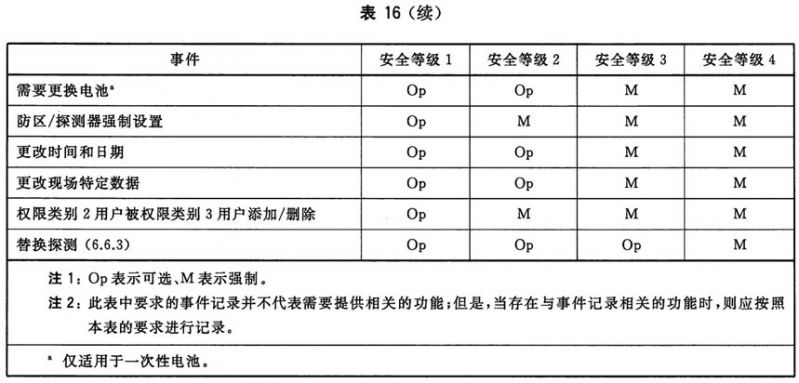 表 16（续）
事件 安全等级 1 安全等级 2 安全等级 3 安全等级 4
需要更换电池ᵃ Op Op M M
防区/探测器强制设置 Op M M M
更改时间和日期 Op Op M M
更改现场特定数据 Op Op M M
权限类别 2 用户被权限类别 3 用户添加/删除 Op M M M
替换探测（6.6.3） Op Op Op M
注 1：Op 表示可选、M 表示强制。
注 2：此表中要求的事件记录并不代表需要提供相关的功能；但是，当存在与事件记录相关的功能时，则应按照
本表的要求进行记录。
ᵃ 仅适用于一次性电池。